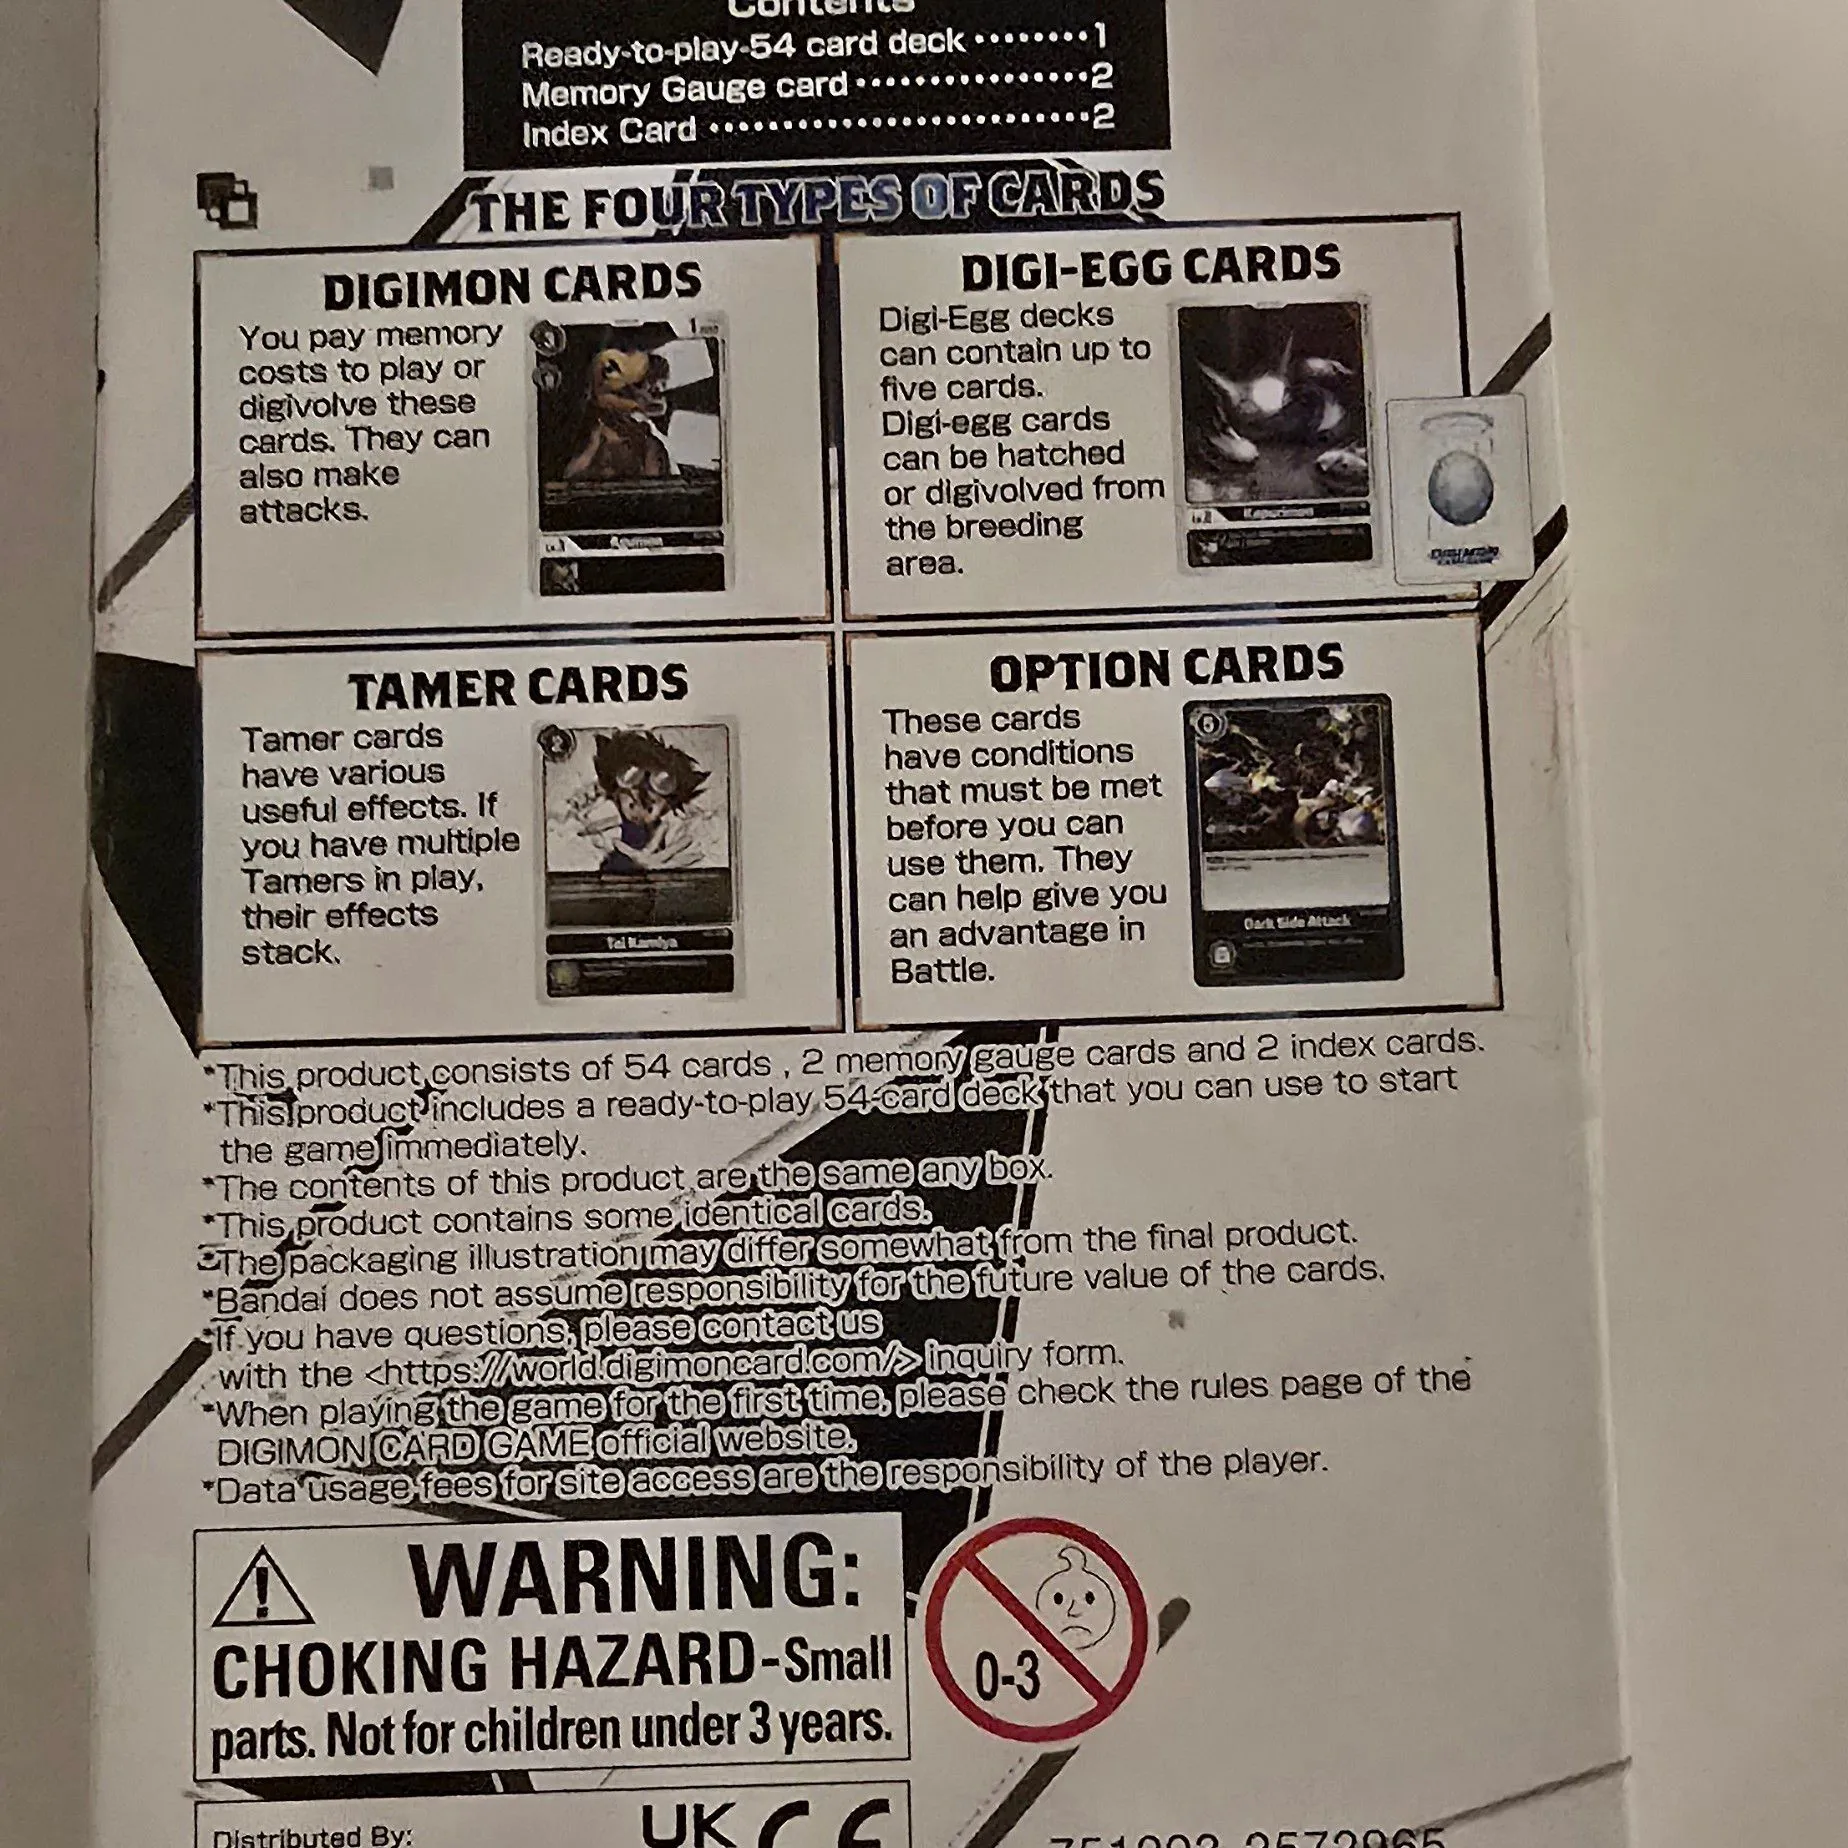 Contents
Ready-to-play-54 card deck ········1
Memory Gauge card ················2
Index Card ··························2
THE FOUR TYPES OF CARDS
DIGIMON CARDS
You pay memory
costs to play or
digivolve these
cards. They can
also make
attacks.
Lv.3 Agumon
DIGI-EGG CARDS
Digi-Egg decks
can contain up to
five cards.
Digi-egg cards
can be hatched
or digivolved from
the breeding
area.
TAMER CARDS
Tamer cards
have various
useful effects. If
you have multiple
Tamers in play,
their effects
stack.
2
Tai Kamiya
OPTION CARDS
These cards
have conditions
that must be met
before you can
use them. They
can help give you
an advantage in
Battle.
Dark Side Attack
*This product consists of 54 cards , 2 memory gauge cards and 2 index cards.
*This product includes a ready-to-play 54-card deck that you can use to start
the game immediately.
*The contents of this product are the same any box.
*This product contains some identical cards.
*The packaging illustration may differ somewhat from the final product.
*Bandai does not assume responsibility for the future value of the cards.
*If you have questions, please contact us
with the <https://world.digimoncard.com/> inquiry form.
*When playing the game for the first time, please check the rules page of the
DIGIMON CARD GAME official website.
*Data usage fees for site access are the responsibility of the player.
WARNING:
CHOKING HAZARD-Small
parts. Not for children under 3 years.
0-3
Distributed By:
UK CE